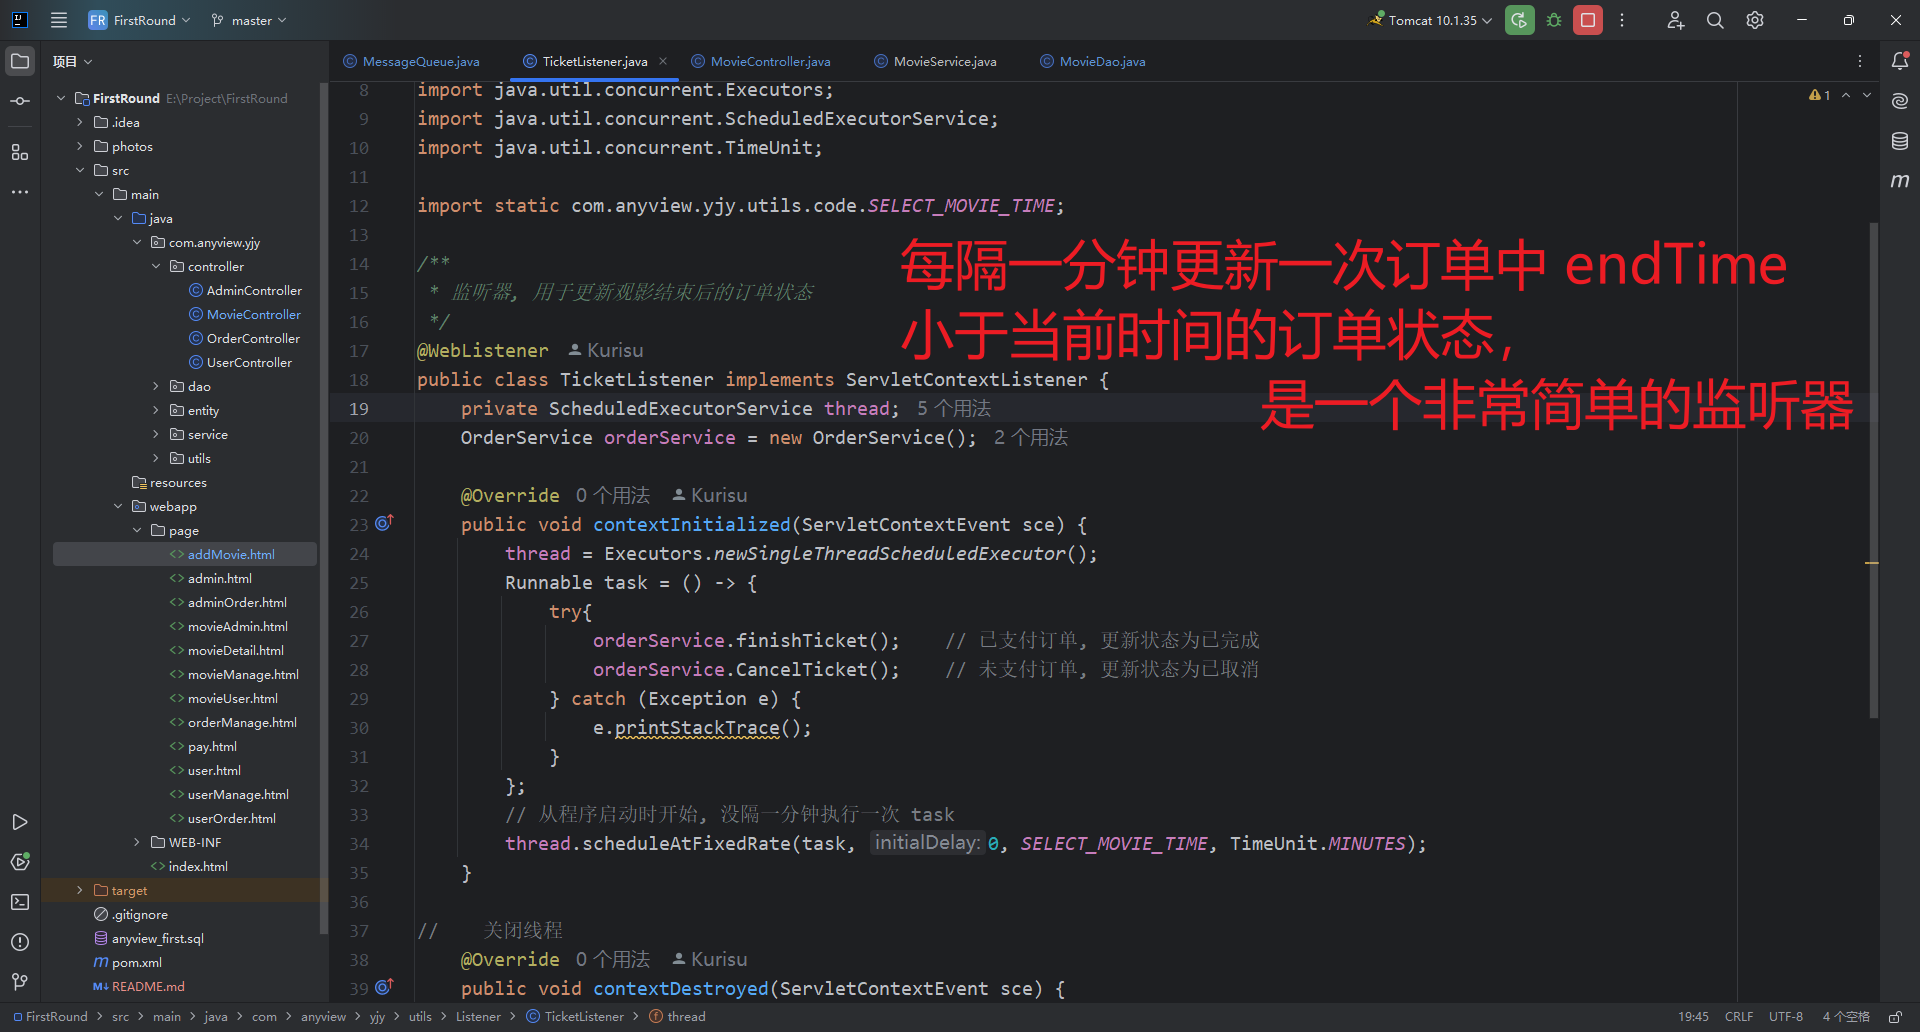 FR FirstRound master Tomcat 10.1.35
项目
FirstRound E:\Project\FirstRound
.idea
photos
src
main
java
com.anyview.yjy
controller
AdminController
MovieController
OrderController
UserController
dao
entity
service
utils
resources
webapp
page
addMovie.html
admin.html
adminOrder.html
movieAdmin.html
movieDetail.html
movieManage.html
movieUser.html
orderManage.html
pay.html
user.html
userManage.html
userOrder.html
WEB-INF
index.html
target
.gitignore
anyview_first.sql
pom.xml
README.md
MessageQueue.java TicketListener.java MovieController.java MovieService.java MovieDao.java
1
8 import java.util.concurrent.Executors;
9 import java.util.concurrent.ScheduledExecutorService;
10 import java.util.concurrent.TimeUnit;
11
12 import static com.anyview.yjy.utils.code.SELECT_MOVIE_TIME;
13
14 /**
15 * 监听器, 用于更新观影结束后的订单状态
16 */
17 @WebListener Kurisu
18 public class TicketListener implements ServletContextListener {
19 private ScheduledExecutorService thread; 5 个用法
20 OrderService orderService = new OrderService(); 2 个用法
21
22 @Override 0 个用法 Kurisu
23 public void contextInitialized(ServletContextEvent sce) {
24 thread = Executors.newSingleThreadScheduledExecutor();
25 Runnable task = () -> {
26 try{
27 orderService.finishTicket(); // 已支付订单, 更新状态为已完成
28 orderService.CancelTicket(); // 未支付订单, 更新状态为已取消
29 } catch (Exception e) {
30 e.printStackTrace();
31 }
32 };
33 // 从程序启动时开始, 没隔一分钟执行一次 task
34 thread.scheduleAtFixedRate(task, initialDelay: 0, SELECT_MOVIE_TIME, TimeUnit.MINUTES);
35 }
36
37 // 关闭线程
38 @Override 0 个用法 Kurisu
39 public void contextDestroyed(ServletContextEvent sce) {
每隔一分钟更新一次订单中 endTime
小于当前时间的订单状态，
是一个非常简单的监听器
FirstRound > src > main > java > com > anyview > yjy > utils > Listener > TicketListener > thread
19:45 CRLF UTF-8 4 个空格